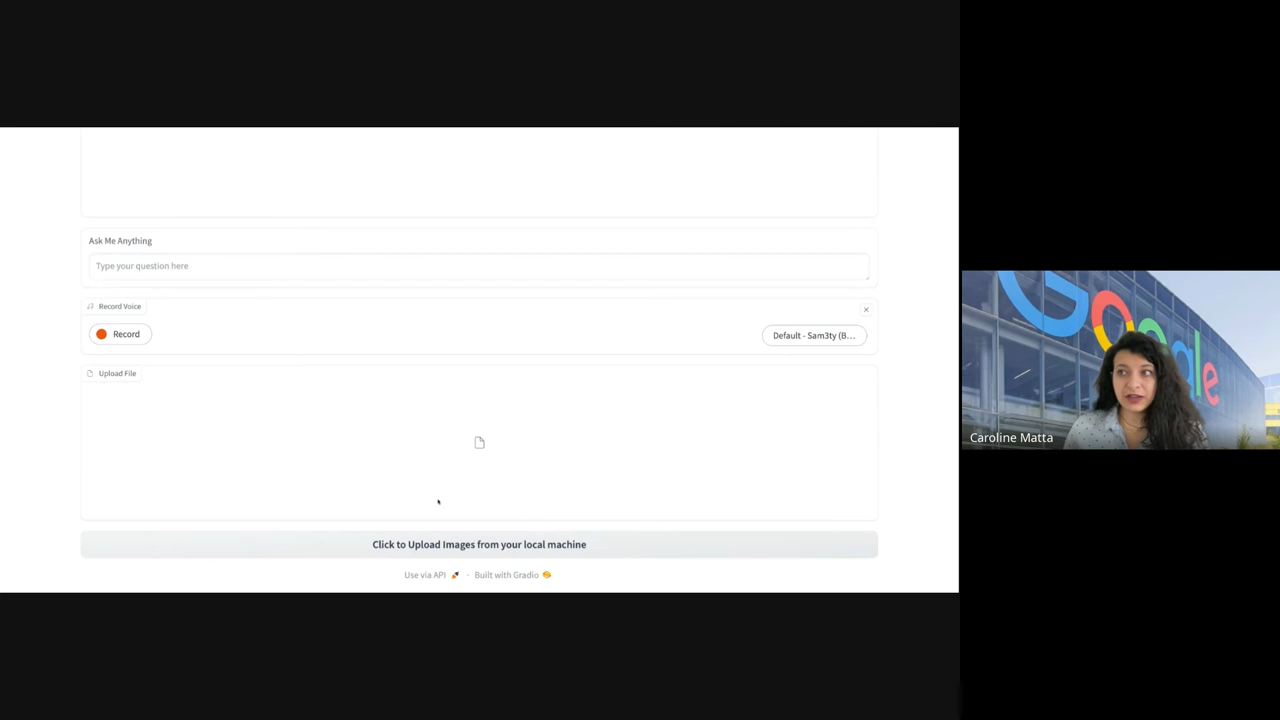 Ask Me Anything
Type your question here
Record Voice
Record
Default - Sam3ty (B...
Upload File
Click to Upload Images from your local machine
Use via API · Built with Gradio
Google
Caroline Matta